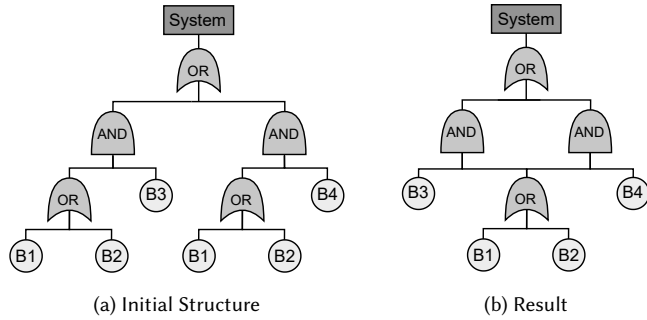 System
OR
AND
AND
OR
B3
OR
B4
B1
B2
B1
B2
(a) Initial Structure
System
OR
AND
AND
B3
OR
B4
B1
B2
(b) Result